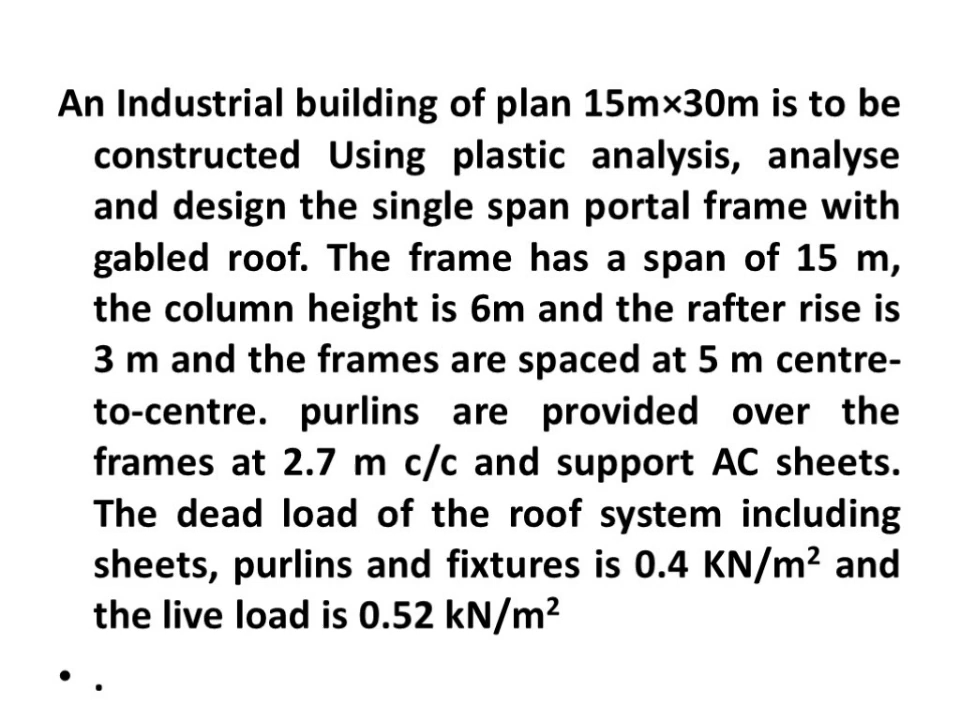 An Industrial building of plan 15m×30m is to be
constructed Using plastic analysis, analyse
and design the single span portal frame with
gabled roof. The frame has a span of 15 m,
the column height is 6m and the rafter rise is
3 m and the frames are spaced at 5 m centre-
to-centre. purlins are provided over the
frames at 2.7 m c/c and support AC sheets.
The dead load of the roof system including
sheets, purlins and fixtures is 0.4 KN/m² and
the live load is 0.52 kN/m²
• .